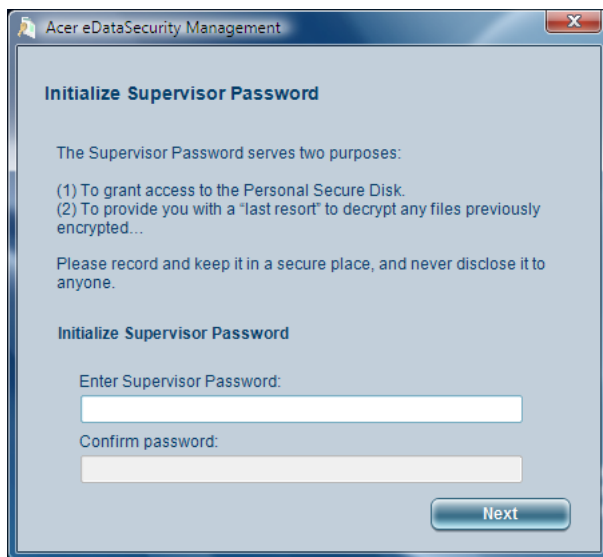 Acer eDataSecurity Management
Initialize Supervisor Password
The Supervisor Password serves two purposes:
(1) To grant access to the Personal Secure Disk.
(2) To provide you with a “last resort” to decrypt any files previously
encrypted...
Please record and keep it in a secure place, and never disclose it to
anyone.
Initialize Supervisor Password
Enter Supervisor Password:
Confirm password:
Next